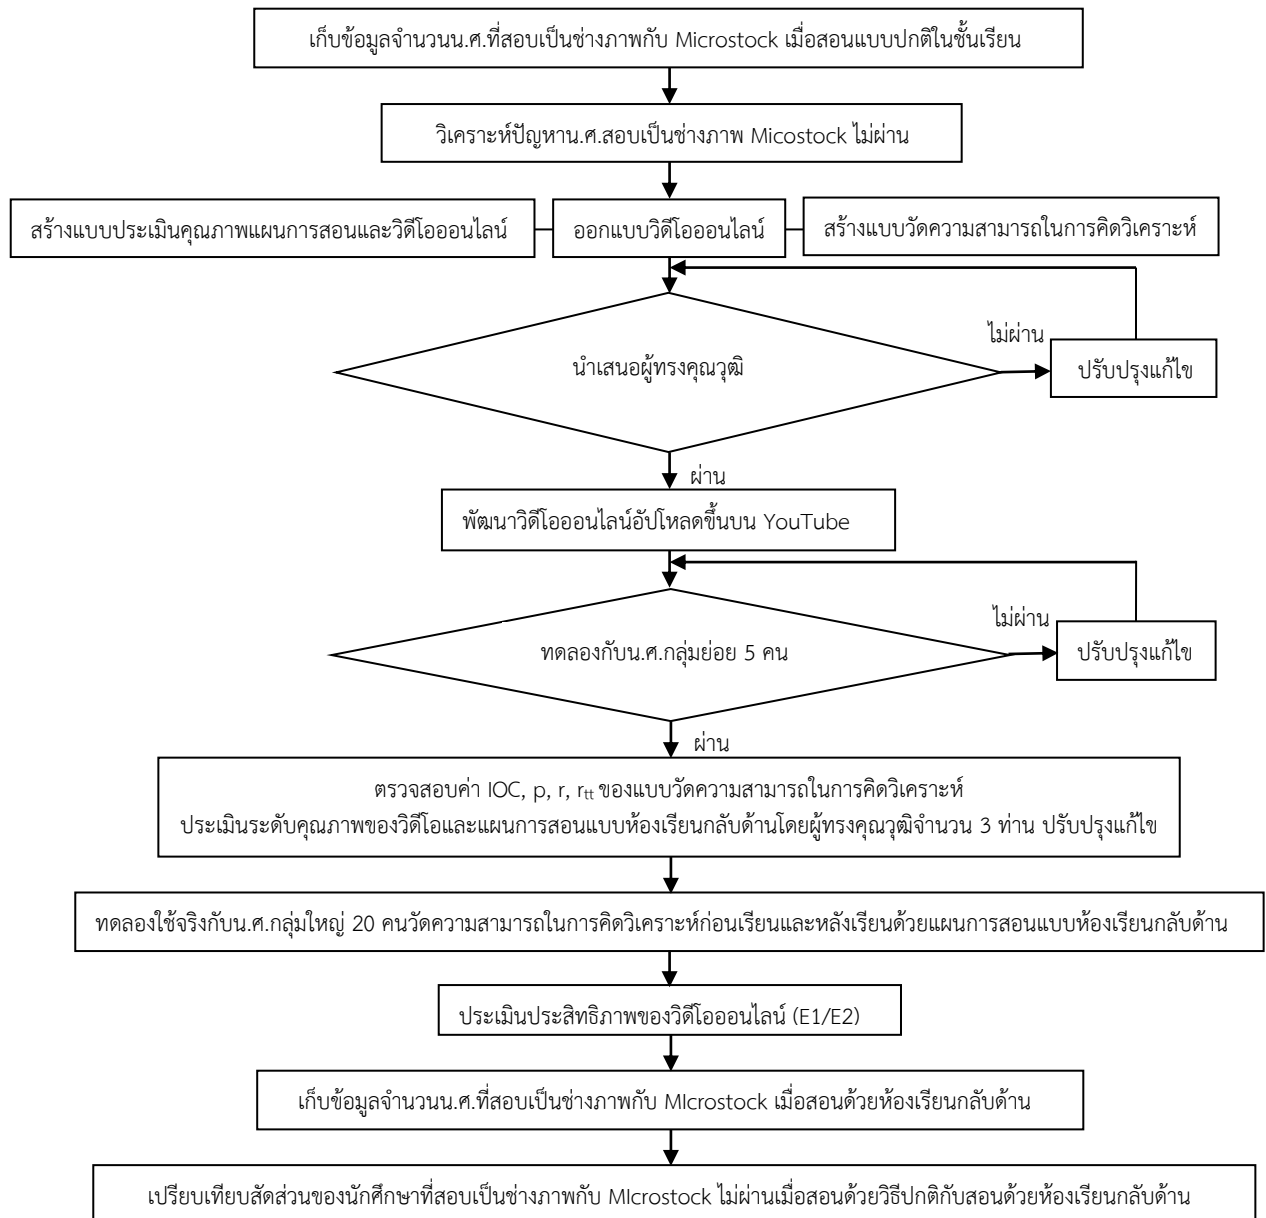 เก็บข้อมูลจำนวนน.ศ.ที่สอบเป็นช่างภาพกับ Microstock เมื่อสอนแบบปกติในชั้นเรียน
วิเคราะห์ปัญหาน.ศ.สอบเป็นช่างภาพ Micostock ไม่ผ่าน
สร้างแบบประเมินคุณภาพแผนการสอนและวิดีโอออนไลน์
ออกแบบวิดีโอออนไลน์
สร้างแบบวัดความสามารถในการคิดวิเคราะห์
นำเสนอผู้ทรงคุณวุฒิ
ไม่ผ่าน
ปรับปรุงแก้ไข
ผ่าน
พัฒนาวิดีโอออนไลน์อัปโหลดขึ้นบน YouTube
ทดลองกับน.ศ.กลุ่มย่อย 5 คน
ไม่ผ่าน
ปรับปรุงแก้ไข
ผ่าน
ตรวจสอบค่า IOC, p, r, rtt ของแบบวัดความสามารถในการคิดวิเคราะห์
ประเมินระดับคุณภาพของวิดีโอและแผนการสอนแบบห้องเรียนกลับด้านโดยผู้ทรงคุณวุฒิจำนวน 3 ท่าน ปรับปรุงแก้ไข
ทดลองใช้จริงกับน.ศ.กลุ่มใหญ่ 20 คนวัดความสามารถในการคิดวิเคราะห์ก่อนเรียนและหลังเรียนด้วยแผนการสอนแบบห้องเรียนกลับด้าน
ประเมินประสิทธิภาพของวิดีโอออนไลน์ (E1/E2)
เก็บข้อมูลจำนวนน.ศ.ที่สอบเป็นช่างภาพกับ MIcrostock เมื่อสอนด้วยห้องเรียนกลับด้าน
เปรียบเทียบสัดส่วนของนักศึกษาที่สอบเป็นช่างภาพกับ MIcrostock ไม่ผ่านเมื่อสอนด้วยวิธีปกติกับสอนด้วยห้องเรียนกลับด้าน